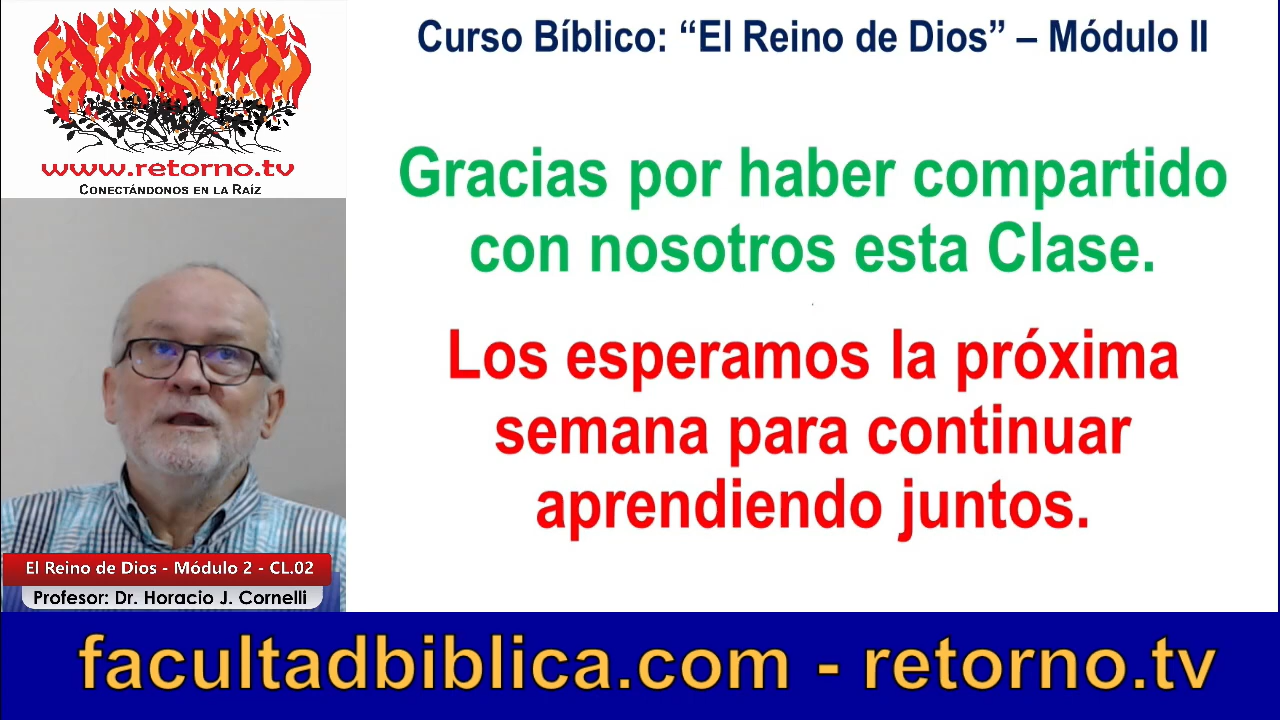 Curso Bíblico: “El Reino de Dios” – Módulo II
www.retorno.tv
CONECTÁNDONOS EN LA RAÍZ
Gracias por haber compartido
con nosotros esta Clase.
Los esperamos la próxima
semana para continuar
aprendiendo juntos.
El Reino de Dios - Módulo 2 - CL.02
Profesor: Dr. Horacio J. Cornelli
facultadbiblica.com - retorno.tv